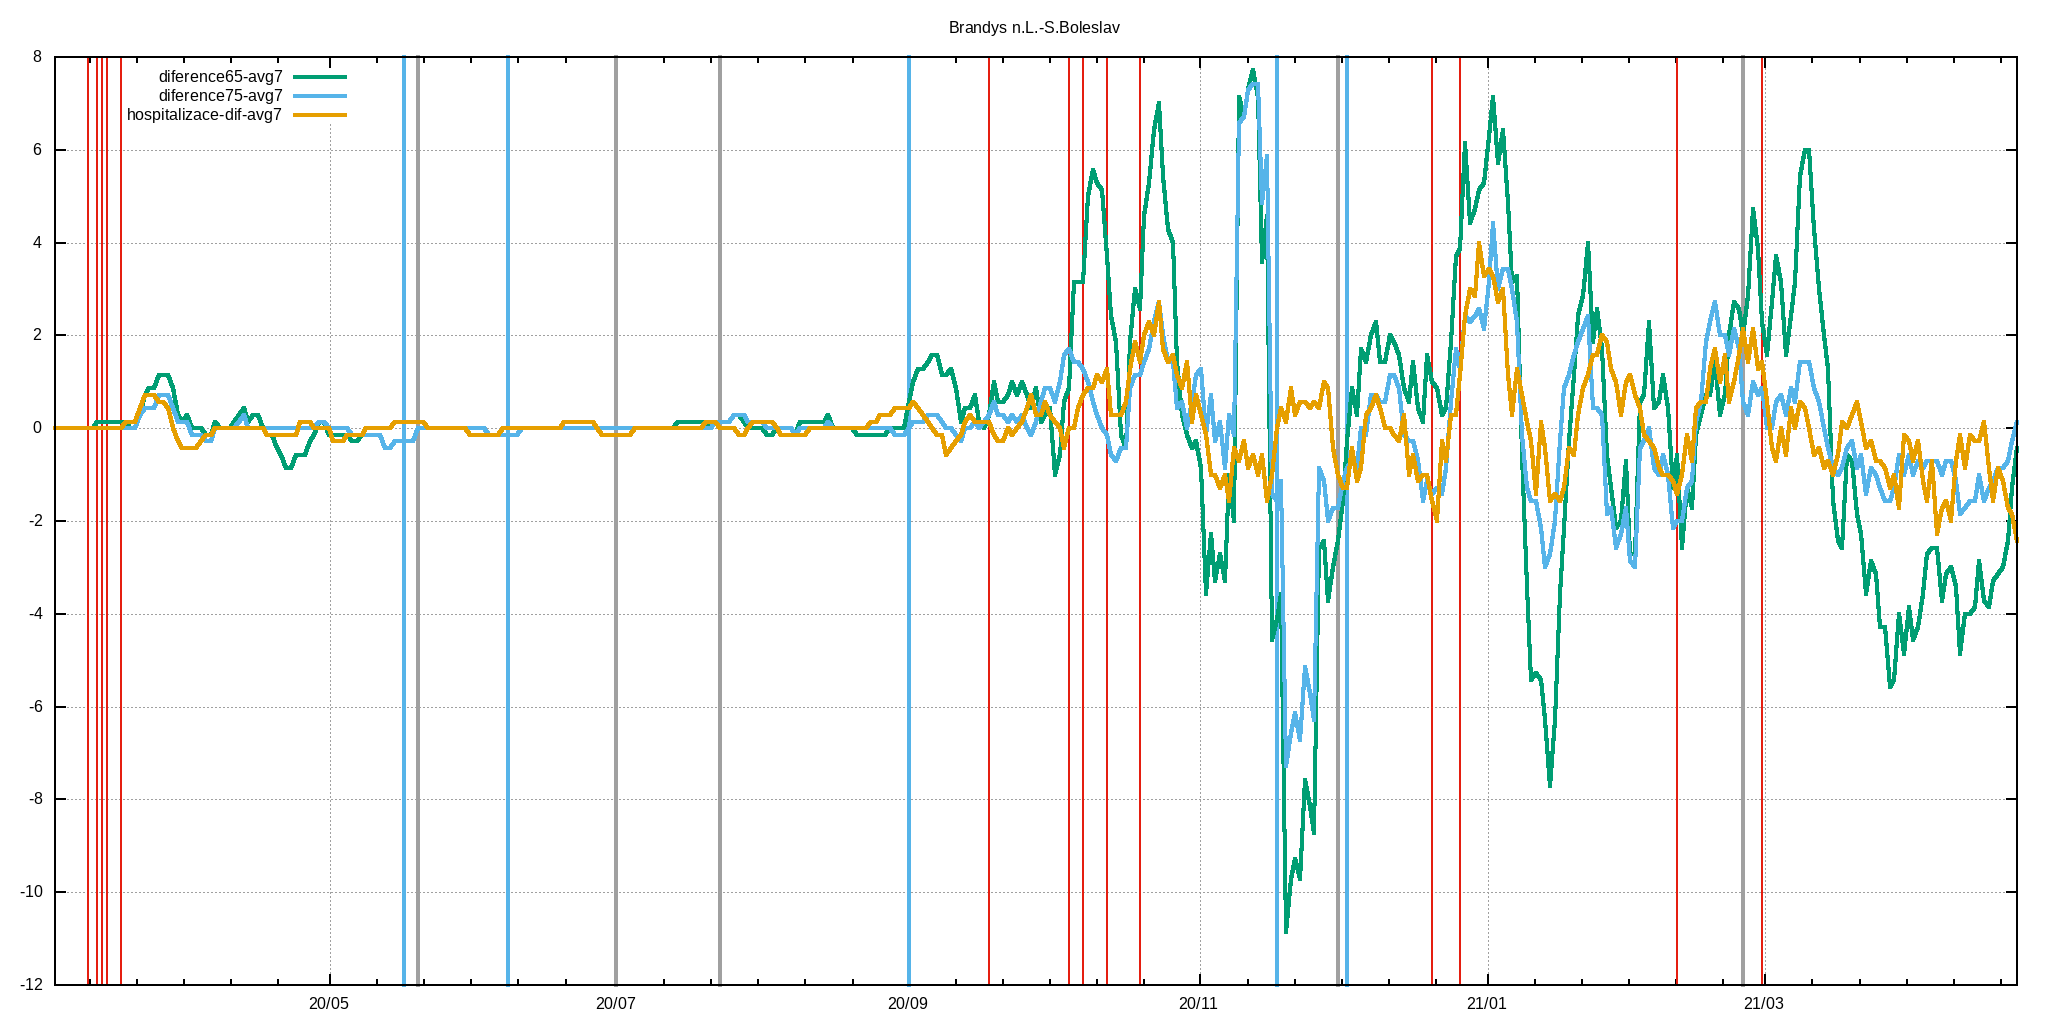 Brandys n.L.-S.Boleslav
8
diference65-avg7
diference75-avg7
hospitalizace-dif-avg7
6
4
2
0
-2
-4
-6
-8
-10
-12
20/05 20/07 20/09 20/11 21/01 21/03